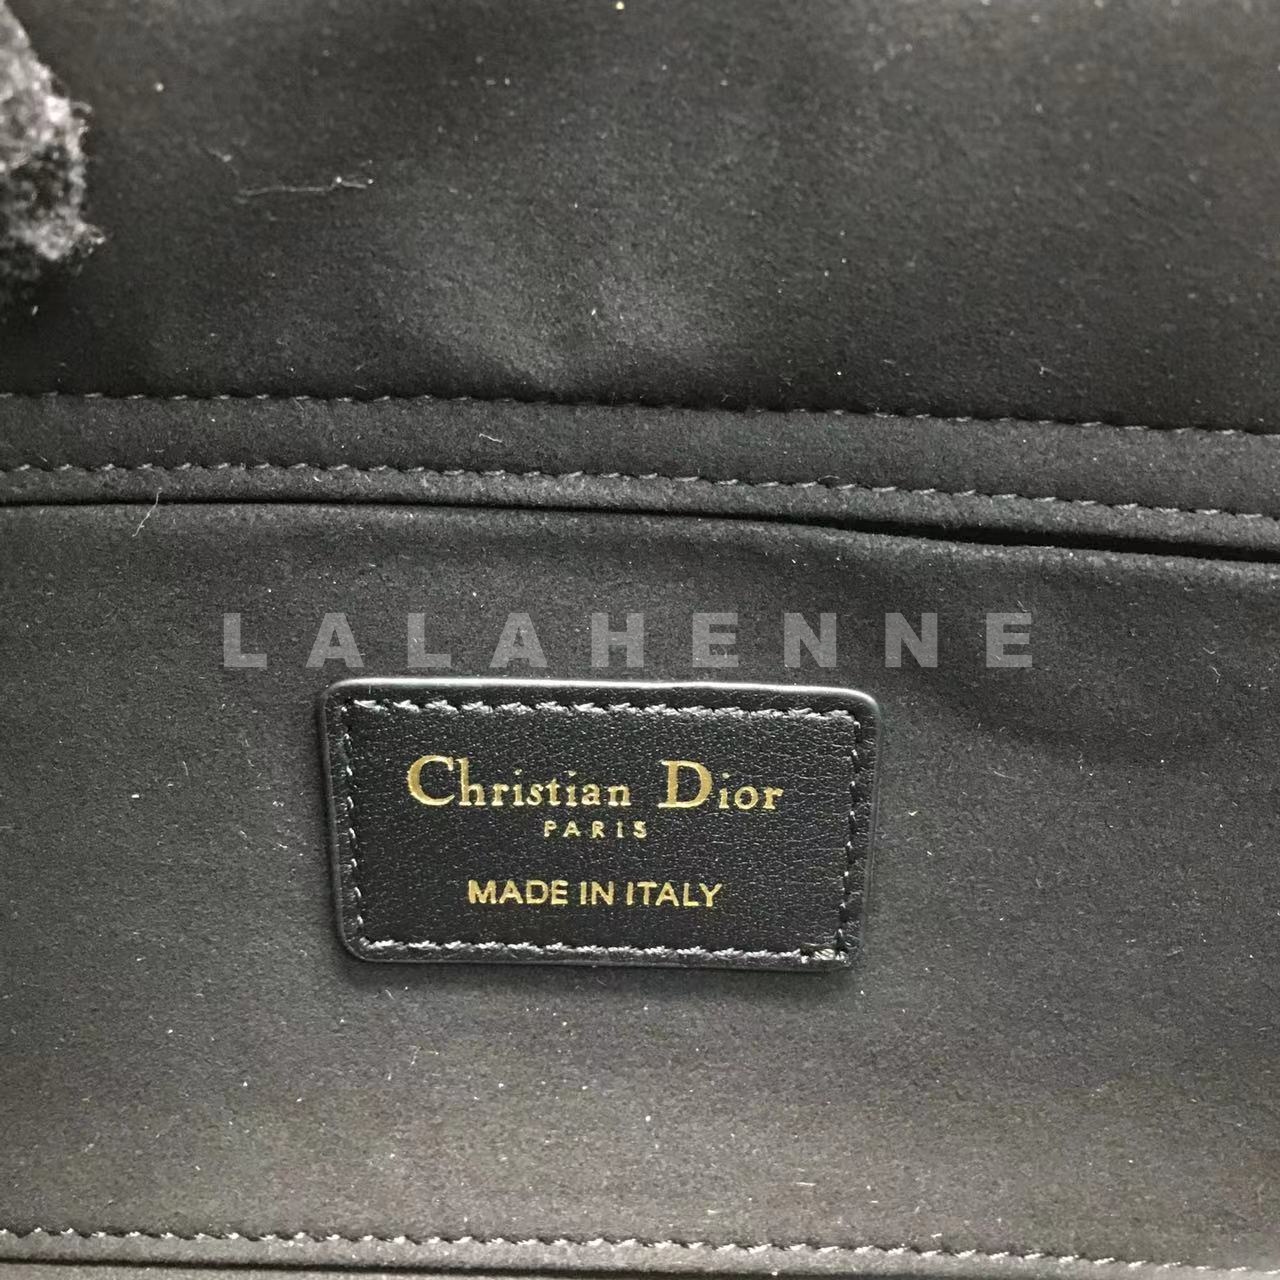 LALAHENNE
Christian Dior
PARIS
MADE IN ITALY